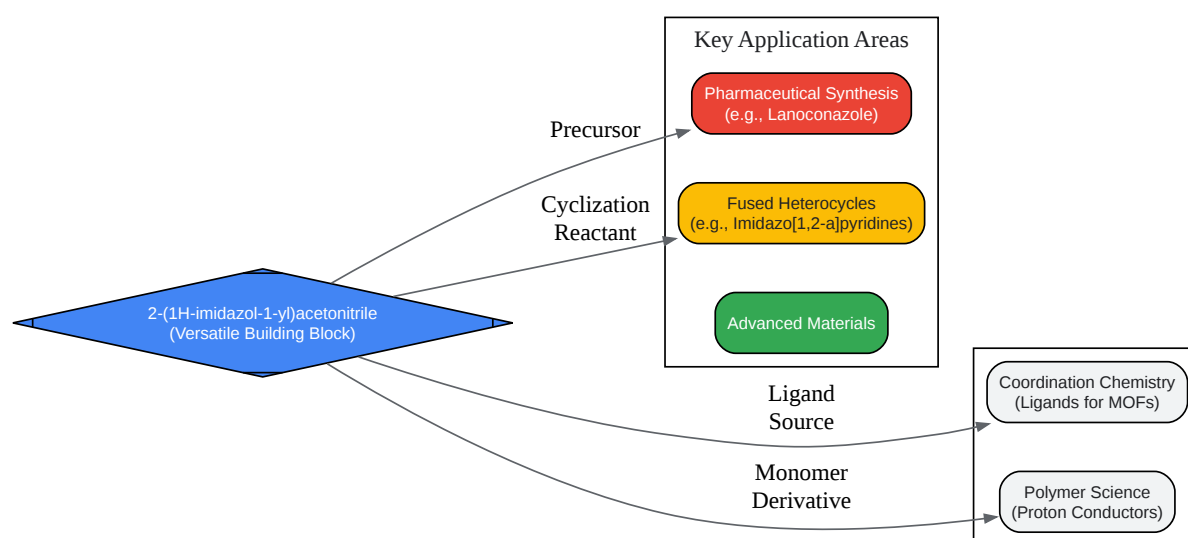 Key Application Areas
Pharmaceutical Synthesis
(e.g., Lanoconazole)
Precursor
Cyclization
Reactant
Fused Heterocycles
(e.g., Imidazo[1,2-a]pyridines)
2-(1H-imidazol-1-yl)acetonitrile
(Versatile Building Block)
Advanced Materials
Ligand
Source
Coordination Chemistry
(Ligands for MOFs)
Monomer
Derivative
Polymer Science
(Proton Conductors)